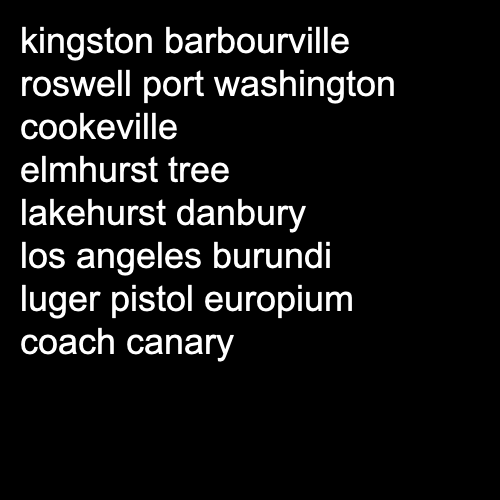 kingston barbourville
roswell port washington
cookeville
elmhurst tree
lakehurst danbury
los angeles burundi
luger pistol europium
coach canary